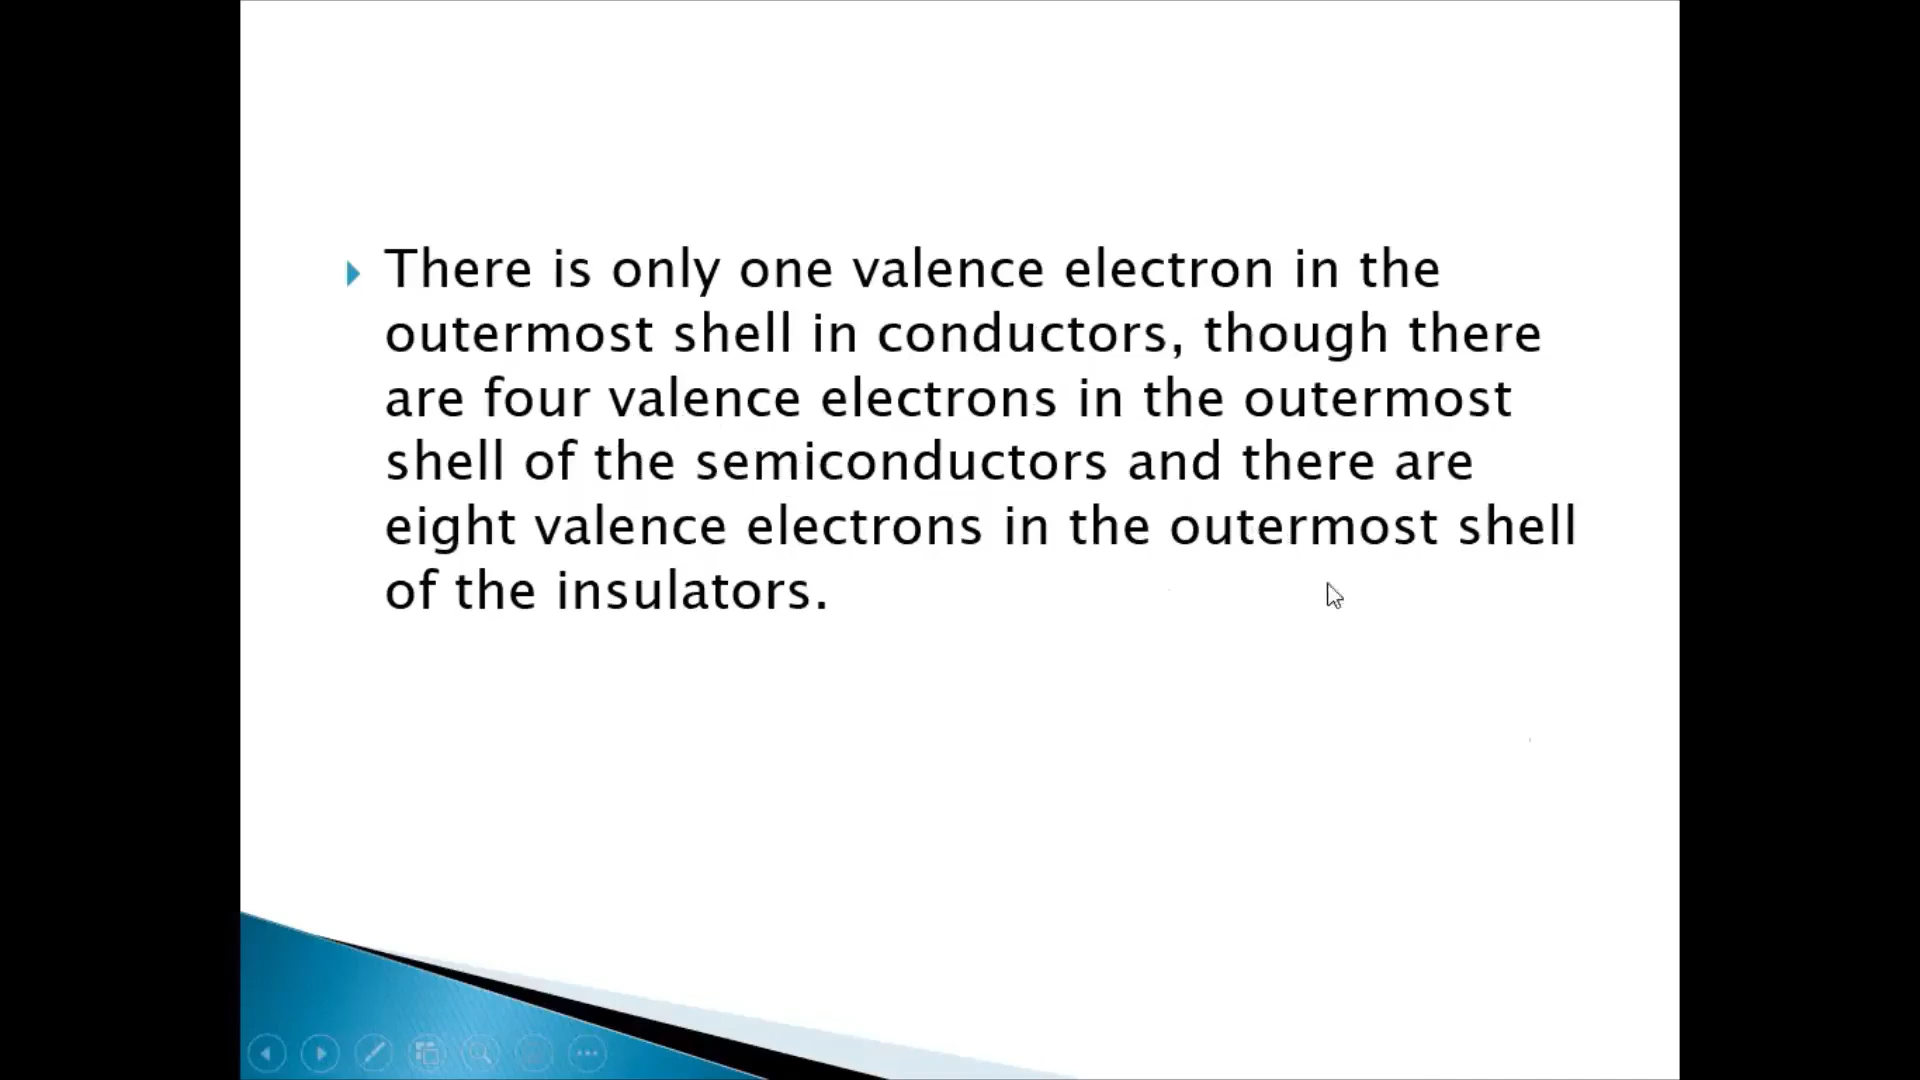 There is only one valence electron in the
outermost shell in conductors, though there
are four valence electrons in the outermost
shell of the semiconductors and there are
eight valence electrons in the outermost shell
of the insulators.